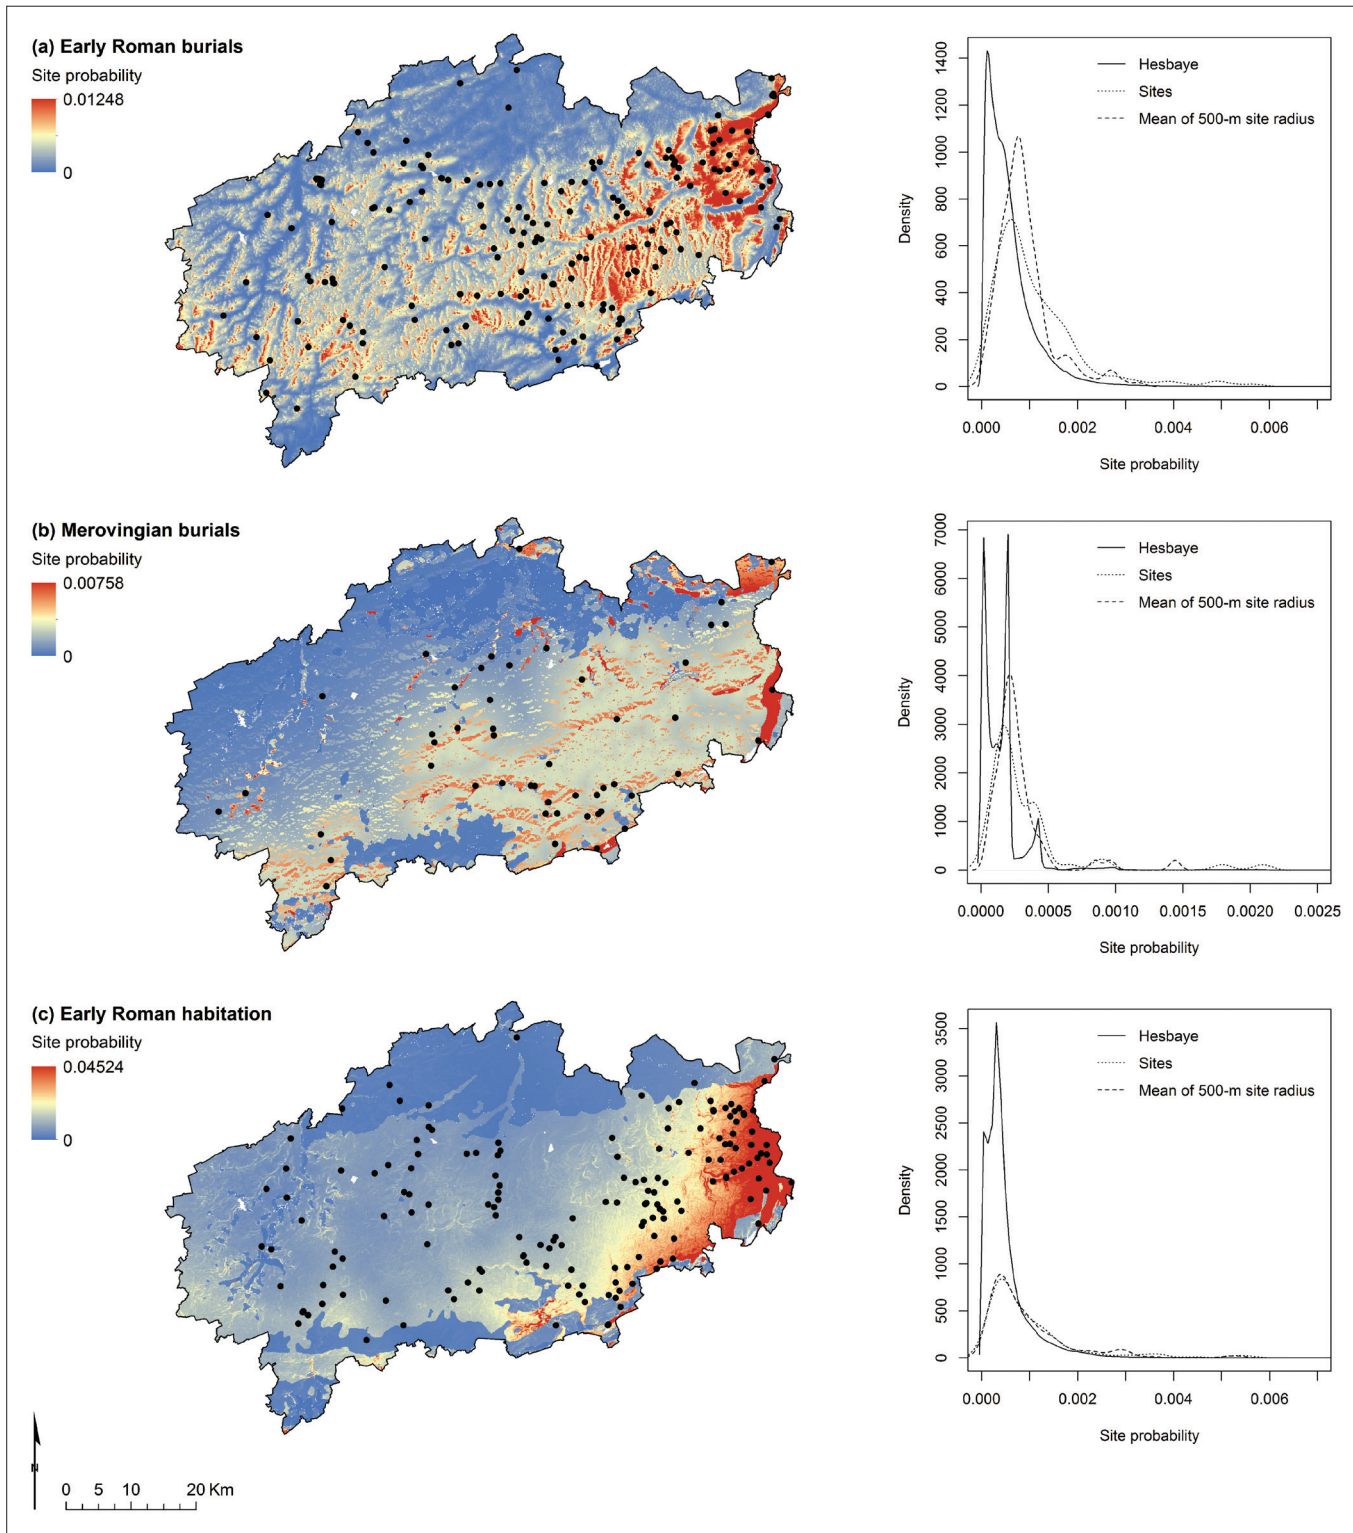 (a) Early Roman burials
Site probability
0.01248
0
Hesbaye
Sites
Mean of 500-m site radius
Density
0 200 400 600 800 1000 1200 1400
0.000 0.002 0.004 0.006
Site probability
(b) Merovingian burials
Site probability
0.00758
0
Hesbaye
Sites
Mean of 500-m site radius
Density
0 1000 2000 3000 4000 5000 6000 7000
0.0000 0.0005 0.0010 0.0015 0.0020 0.0025
Site probability
(c) Early Roman habitation
Site probability
0.04524
0
Hesbaye
Sites
Mean of 500-m site radius
Density
0 500 1000 1500 2000 2500 3000 3500
0.000 0.002 0.004 0.006
Site probability
N
0 5 10 20 Km